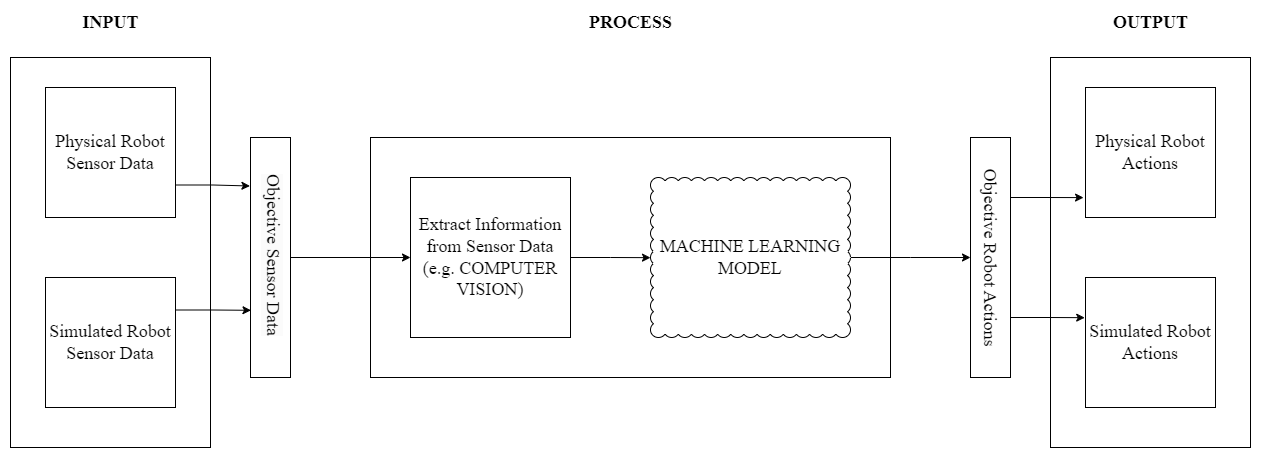 INPUT
PROCESS
OUTPUT
Physical Robot
Sensor Data
Simulated Robot
Sensor Data
Objective Sensor Data
Extract Information
from Sensor Data
(e.g. COMPUTER
VISION)
MACHINE LEARNING
MODEL
Objective Robot Actions
Physical Robot
Actions
Simulated Robot
Actions